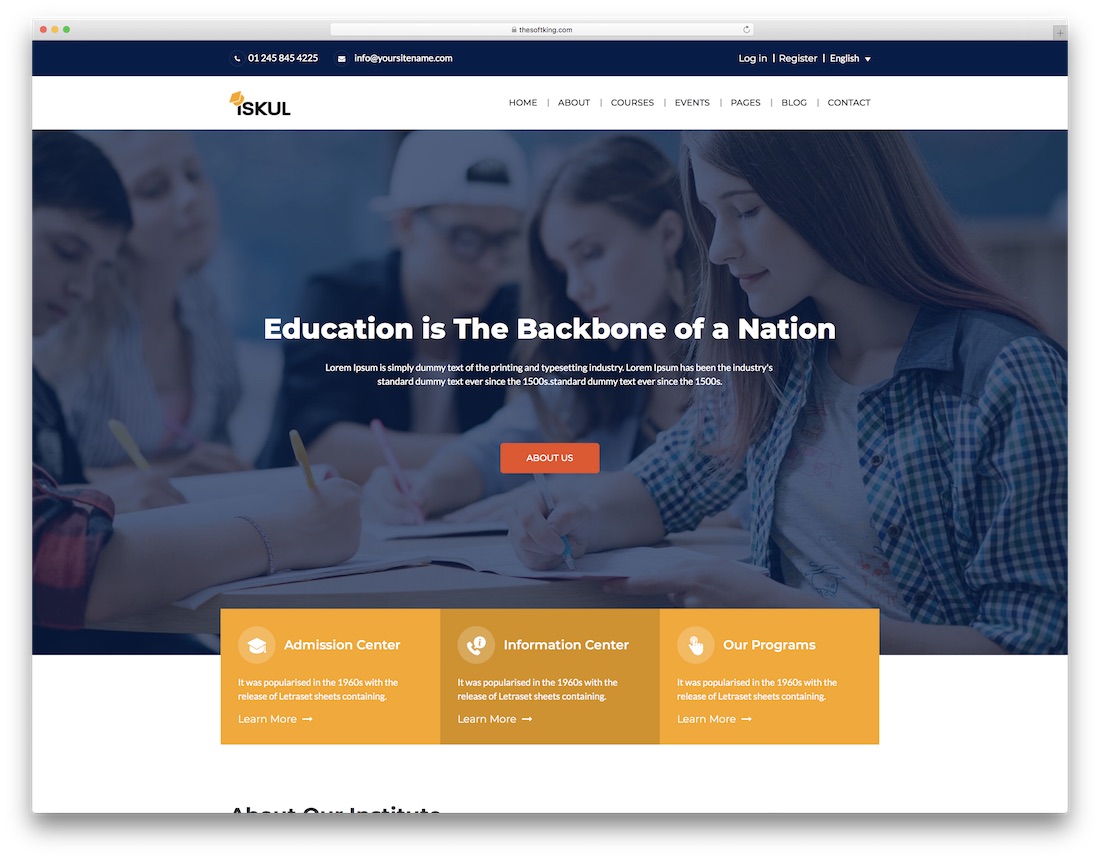 thesoftking.com
01 245 845 4225 info@yoursitename.com Log in | Register | English
iSKUL
HOME | ABOUT | COURSES | EVENTS | PAGES | BLOG | CONTACT
Education is The Backbone of a Nation
Lorem Ipsum is simply dummy text of the printing and typesetting industry. Lorem Ipsum has been the industry's
standard dummy text ever since the 1500s.standard dummy text ever since the 1500s.
ABOUT US
Admission Center
It was popularised in the 1960s with the
release of Letraset sheets containing.
Learn More →
Information Center
It was popularised in the 1960s with the
release of Letraset sheets containing.
Learn More →
Our Programs
It was popularised in the 1960s with the
release of Letraset sheets containing.
Learn More →
About Our Institute